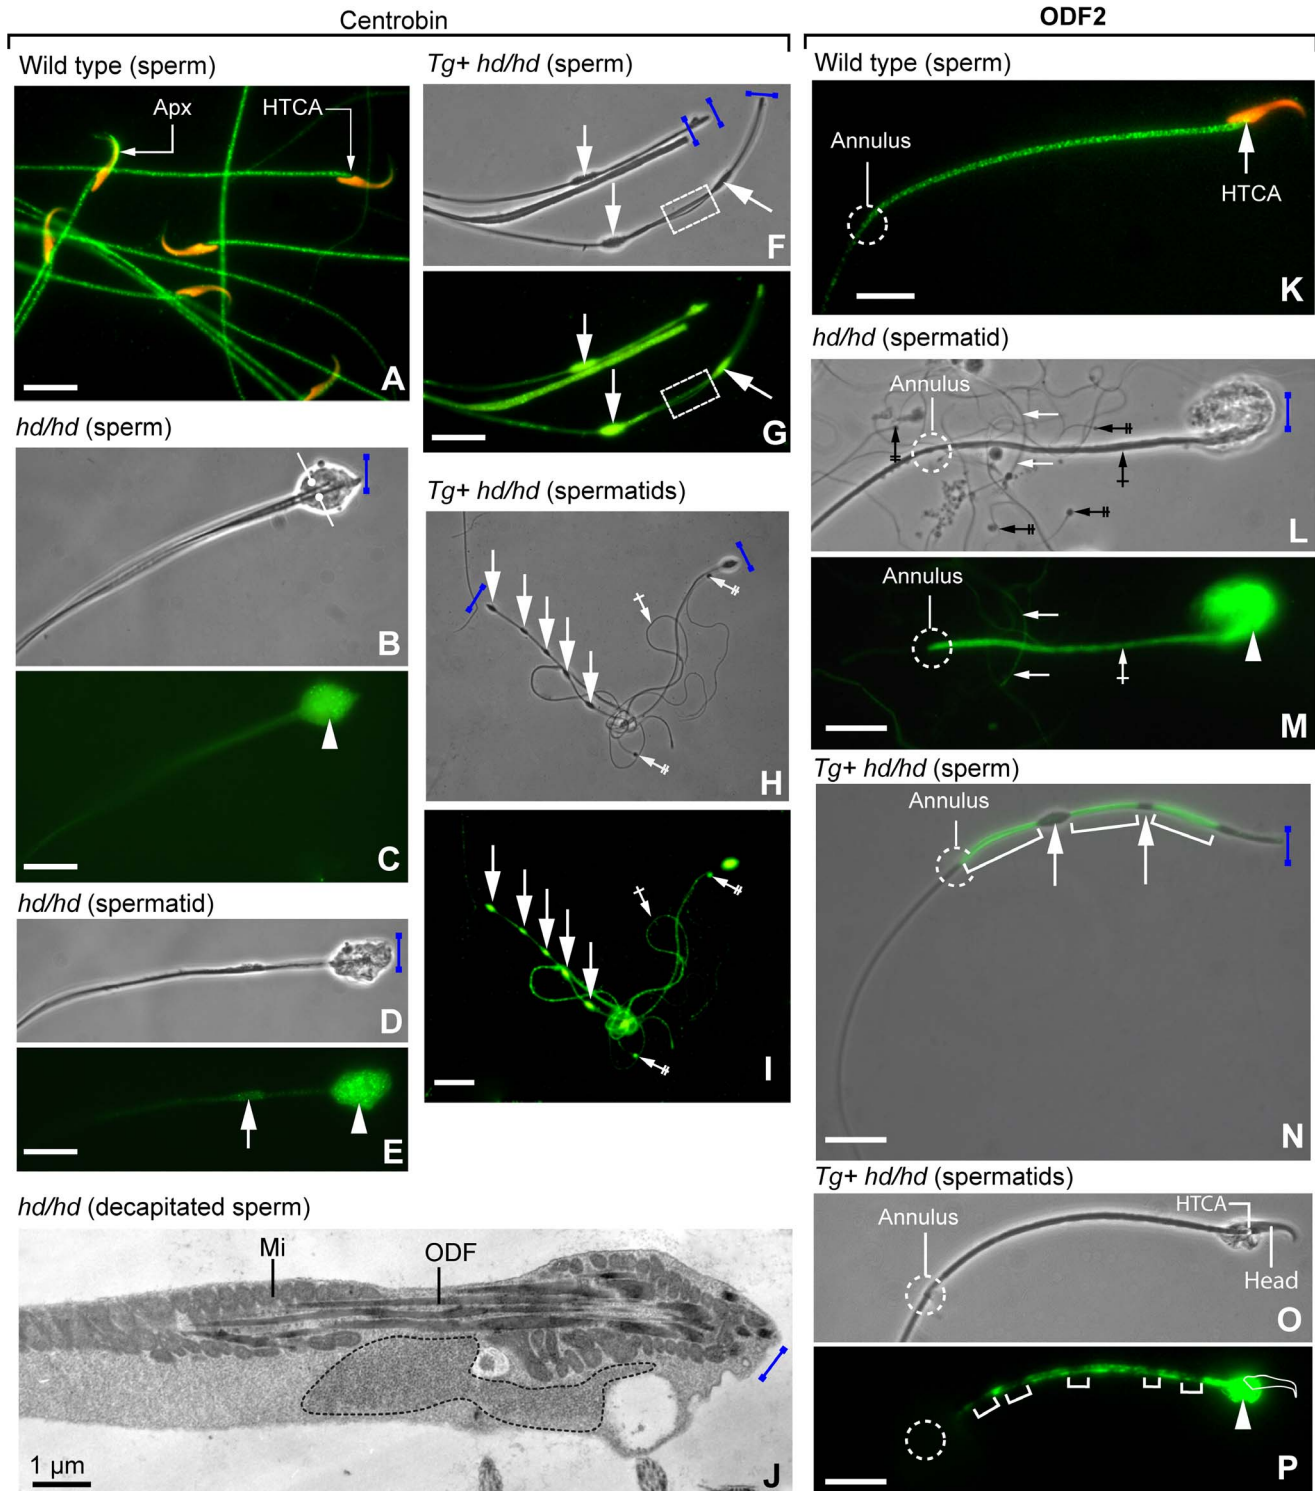 Centrobin
ODF2
Wild type (sperm)
Apx
HTCA
A
hd/hd (sperm)
B
C
hd/hd (spermatid)
D
E
Tg+ hd/hd (sperm)
F
G
Tg+ hd/hd (spermatids)
H
I
hd/hd (decapitated sperm)
Mi
ODF
1 µm
J
Wild type (sperm)
Annulus
HTCA
K
hd/hd (spermatid)
Annulus
L
Annulus
M
Tg+ hd/hd (sperm)
Annulus
N
Tg+ hd/hd (spermatids)
HTCA
Annulus
Head
O
P